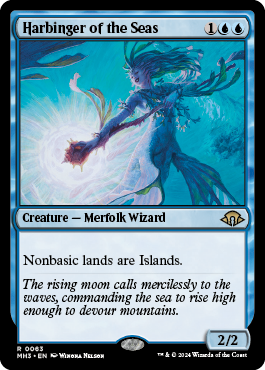 Harbinger of the Seas 1
Creature — Merfolk Wizard
Nonbasic lands are Islands.
The rising moon calls mercilessly to the
waves, commanding the sea to rise high
enough to devour mountains.
R 0063
MH3 • EN Winona Nelson
™ & © 2024 Wizards of the Coast
2/2